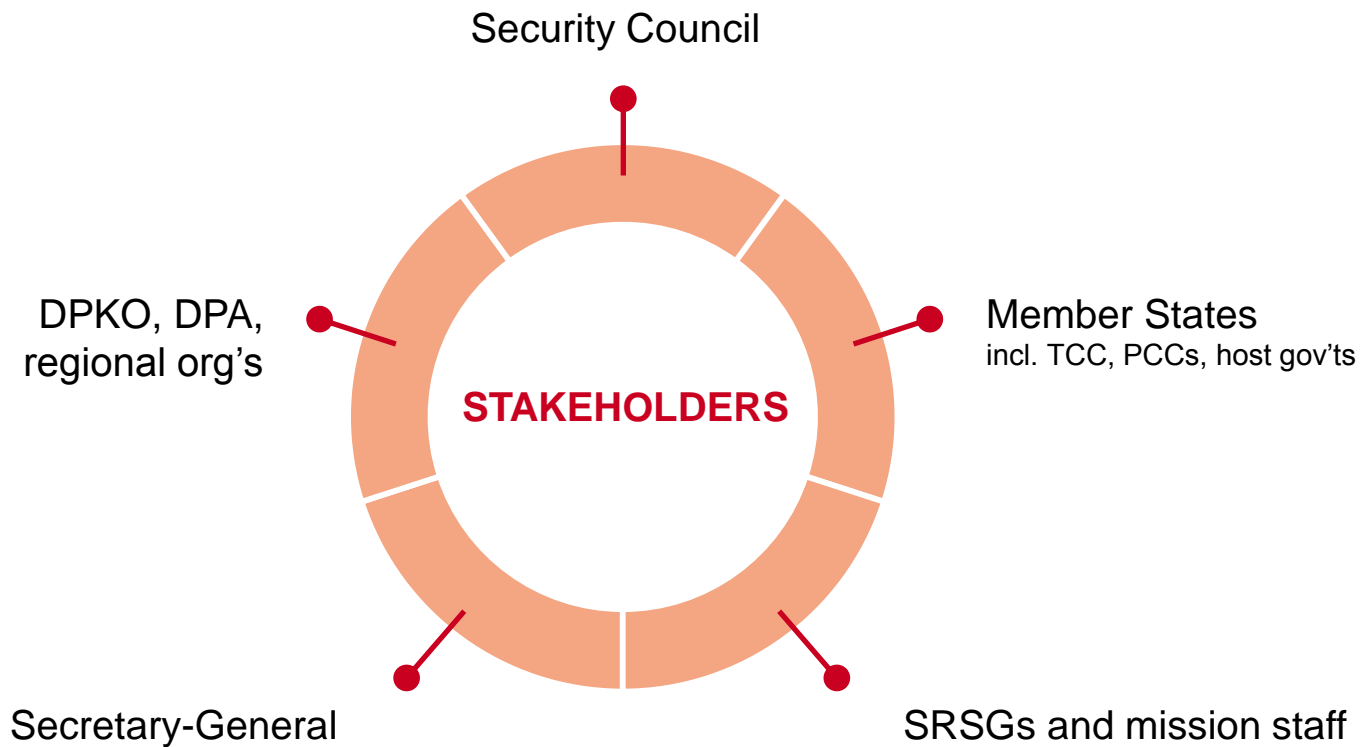 Security Council
DPKO, DPA,
regional org’s
Member States
incl. TCC, PCCs, host gov’ts
STAKEHOLDERS
Secretary-General
SRSGs and mission staff